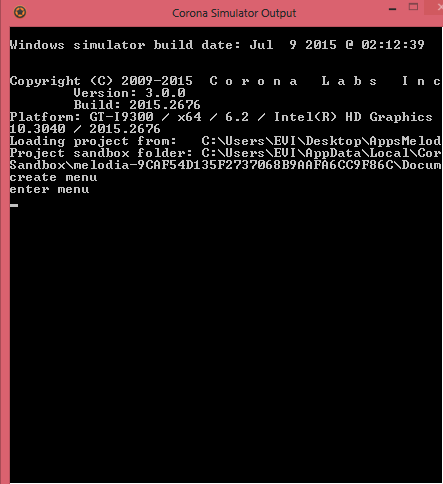 Corona Simulator Output
Windows simulator build date: Jul  9 2015 @ 02:12:39
Copyright (C) 2009-2015  C o r o n a   L a b s   I n c
Version: 3.0.0
Build: 2015.2676
Platform: GT-I9300 / x64 / 6.2 / Intel(R) HD Graphics
10.3040 / 2015.2676
Loading project from:   C:\Users\EVI\Desktop\AppsMelod
Project sandbox folder: C:\Users\EVI\AppData\Local\Cor
Sandbox\melodia-9CAF54D135F2737068B9AAFA6CC9F86C\Docum
create menu
enter menu